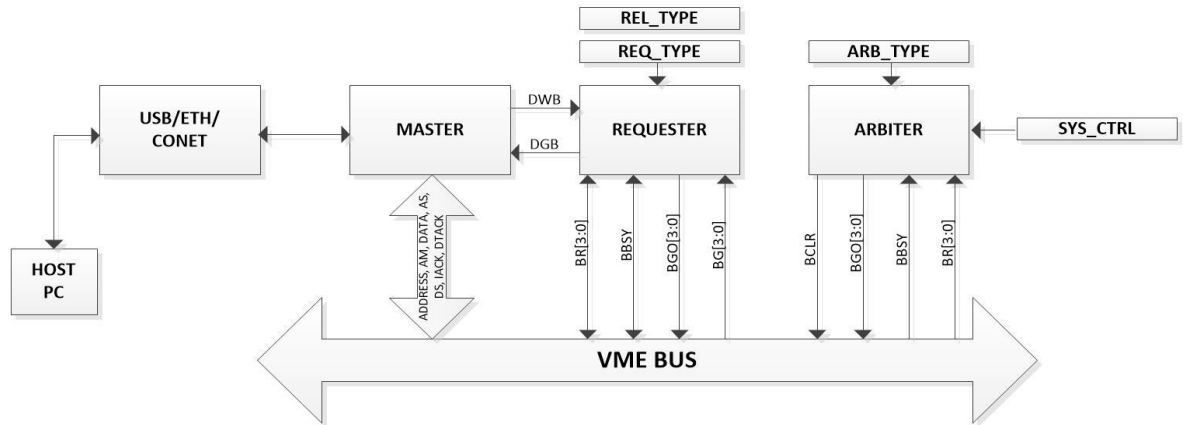 REL_TYPE
REQ_TYPE
ARB_TYPE
USB/ETH/
CONET
MASTER
DWB
DGB
REQUESTER
ARBITER
SYS_CTRL
HOST
PC
ADDRESS, AM, DATA, AS,
DS, IACK, DTACK
BR[3:0]
BBSY
BGO[3:0]
BG[3:0]
BCLR
BGO[3:0]
BBSY
BR[3:0]
VME BUS